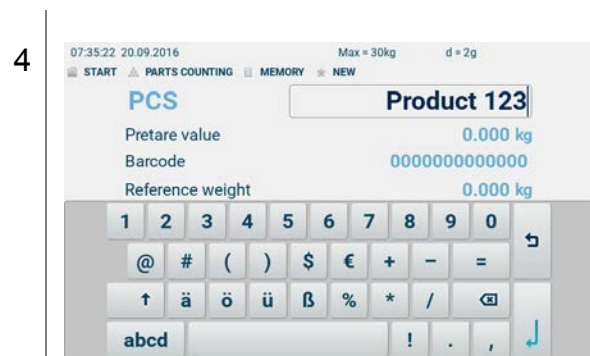 4
07:35:22 20.09.2016 Max = 30kg d = 2g
START PARTS COUNTING MEMORY NEW
PCS Product 123
Pretare value 0.000 kg
Barcode 0000000000000
Reference weight 0.000 kg
1 2 3 4 5 6 7 8 9 0
@ # ( ) $ € + - =
ä ö ü ß % * /
abcd ! . ,